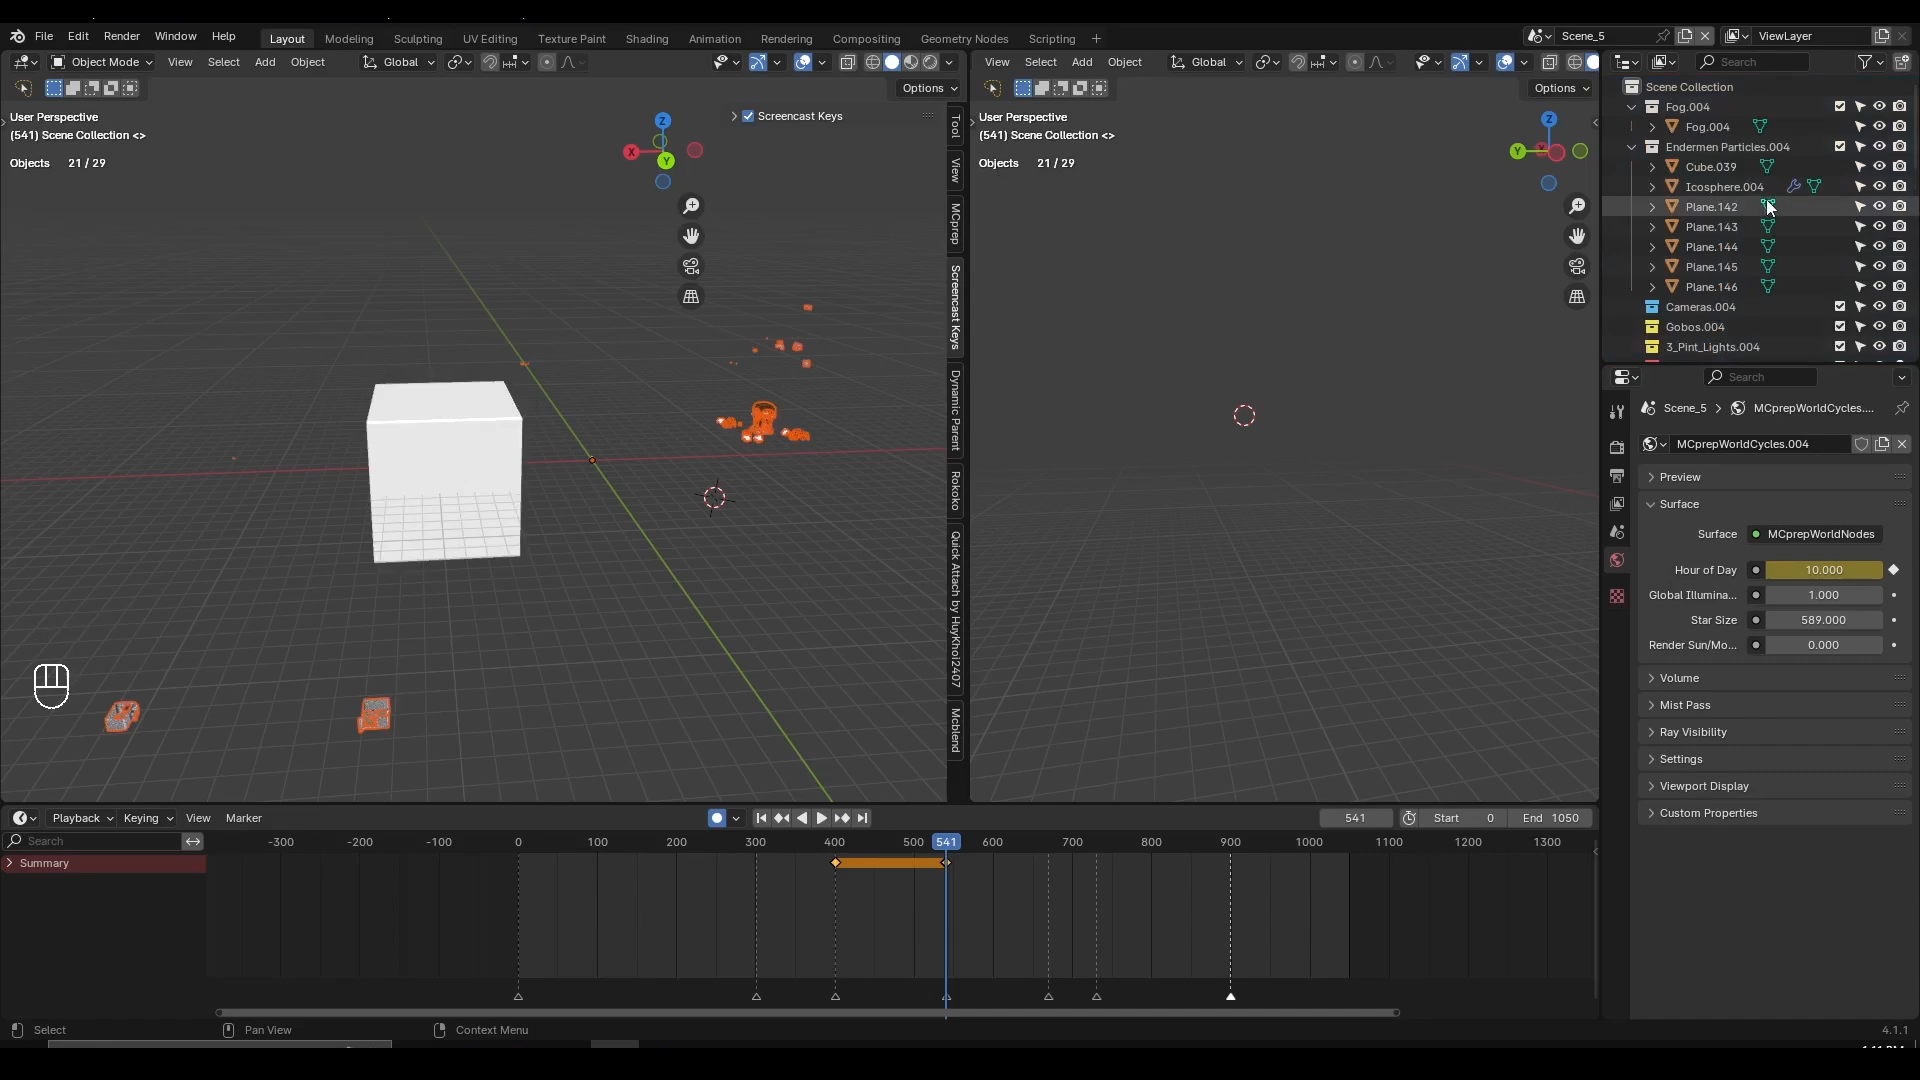 File Edit Render Window Help
Layout Modeling Sculpting UV Editing Texture Paint Shading Animation Rendering Compositing Geometry Nodes Scripting +
Scene_5
ViewLayer
Object Mode View Select Add Object Global
Options
User Perspective
(541) Scene Collection <>
Objects 21 / 29
Screencast Keys
Z
X
Y
Tool
View
MCprep
Screencast Keys
Dynamic Parent
Rokoko
Quick Attach by HuyKhoi2407
Mcblend
View Select Add Object Global
Options
User Perspective
(541) Scene Collection <>
Objects 21 / 29
Z
Y
X
Search
Scene Collection
Fog.004
Fog.004
Endermen Particles.004
Cube.039
Icosphere.004
Plane.142
Plane.143
Plane.144
Plane.145
Plane.146
Cameras.004
Gobos.004
3_Pint_Lights.004
Search
Scene_5 > MCprepWorldCycles....
MCprepWorldCycles.004
Preview
Surface
Surface MCprepWorldNodes
Hour of Day 10.000
Global Illumina... 1.000
Star Size 589.000
Render Sun/Mo... 0.000
Volume
Mist Pass
Ray Visibility
Settings
Viewport Display
Custom Properties
Playback Keying View Marker
541 Start 0 End 1050
Search
-300 -200 -100 0 100 200 300 400 500 541 600 700 800 900 1000 1100 1200 1300
Summary
Select Pan View Context Menu
4.1.1